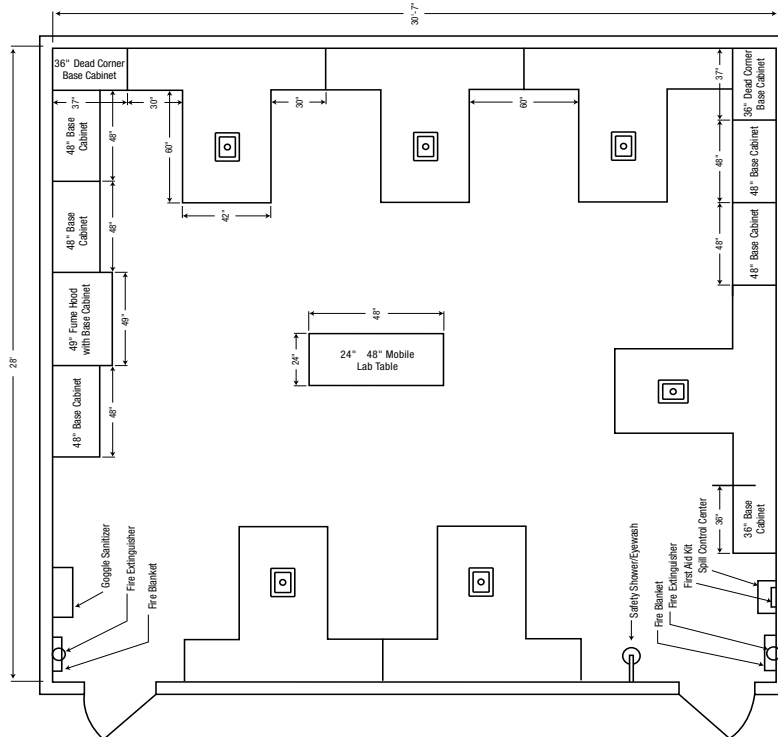 30'-7"
36" Dead Corner
Base Cabinet
37"
30"
30"
60"
37"
36" Dead Corner
Base Cabinet
48" Base
Cabinet
48"
60"
48"
48" Base Cabinet
42"
48" Base
Cabinet
48"
48"
48" Base Cabinet
49" Fume Hood
with Base Cabinet
49"
48"
24"
24" 48" Mobile
Lab Table
28'
48" Base Cabinet
48"
36"
36" Base
Cabinet
Goggle Sanitizer
Fire Extinguisher
Fire Blanket
Safety Shower/Eyewash
Fire Blanket
Fire Extinguisher
First Aid Kit
Spill Control Center